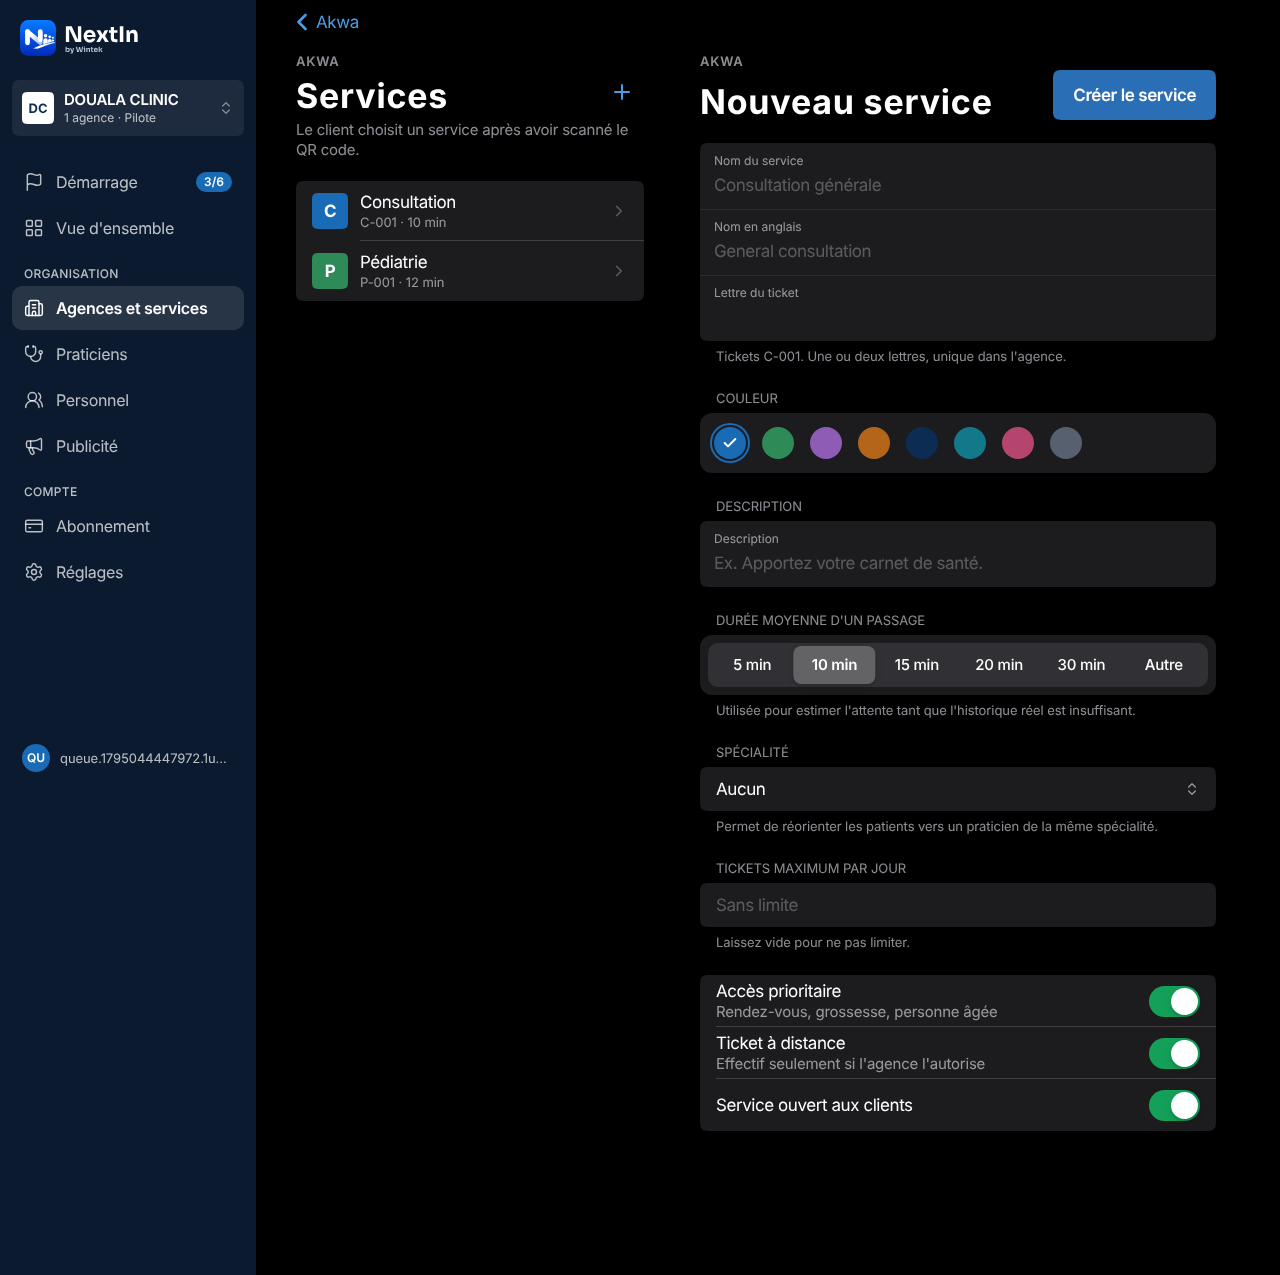 NextIn
by Wintek
DC
DOUALA CLINIC
1 agence · Pilote
Démarrage
3/6
Vue d'ensemble
ORGANISATION
Agences et services
Praticiens
Personnel
Publicité
COMPTE
Abonnement
Réglages
QU
queue.1795044447972.1u...
Akwa
AKWA
Services
Le client choisit un service après avoir scanné le
QR code.
C
Consultation
C-001 · 10 min
P
Pédiatrie
P-001 · 12 min
AKWA
Nouveau service
Créer le service
Nom du service
Consultation générale
Nom en anglais
General consultation
Lettre du ticket
Tickets C-001. Une ou deux lettres, unique dans l'agence.
COULEUR
DESCRIPTION
Description
Ex. Apportez votre carnet de santé.
DURÉE MOYENNE D'UN PASSAGE
5 min 10 min 15 min 20 min 30 min Autre
Utilisée pour estimer l'attente tant que l'historique réel est insuffisant.
SPÉCIALITÉ
Aucun
Permet de réorienter les patients vers un praticien de la même spécialité.
TICKETS MAXIMUM PAR JOUR
Sans limite
Laissez vide pour ne pas limiter.
Accès prioritaire
Rendez-vous, grossesse, personne âgée
Ticket à distance
Effectif seulement si l'agence l'autorise
Service ouvert aux clients